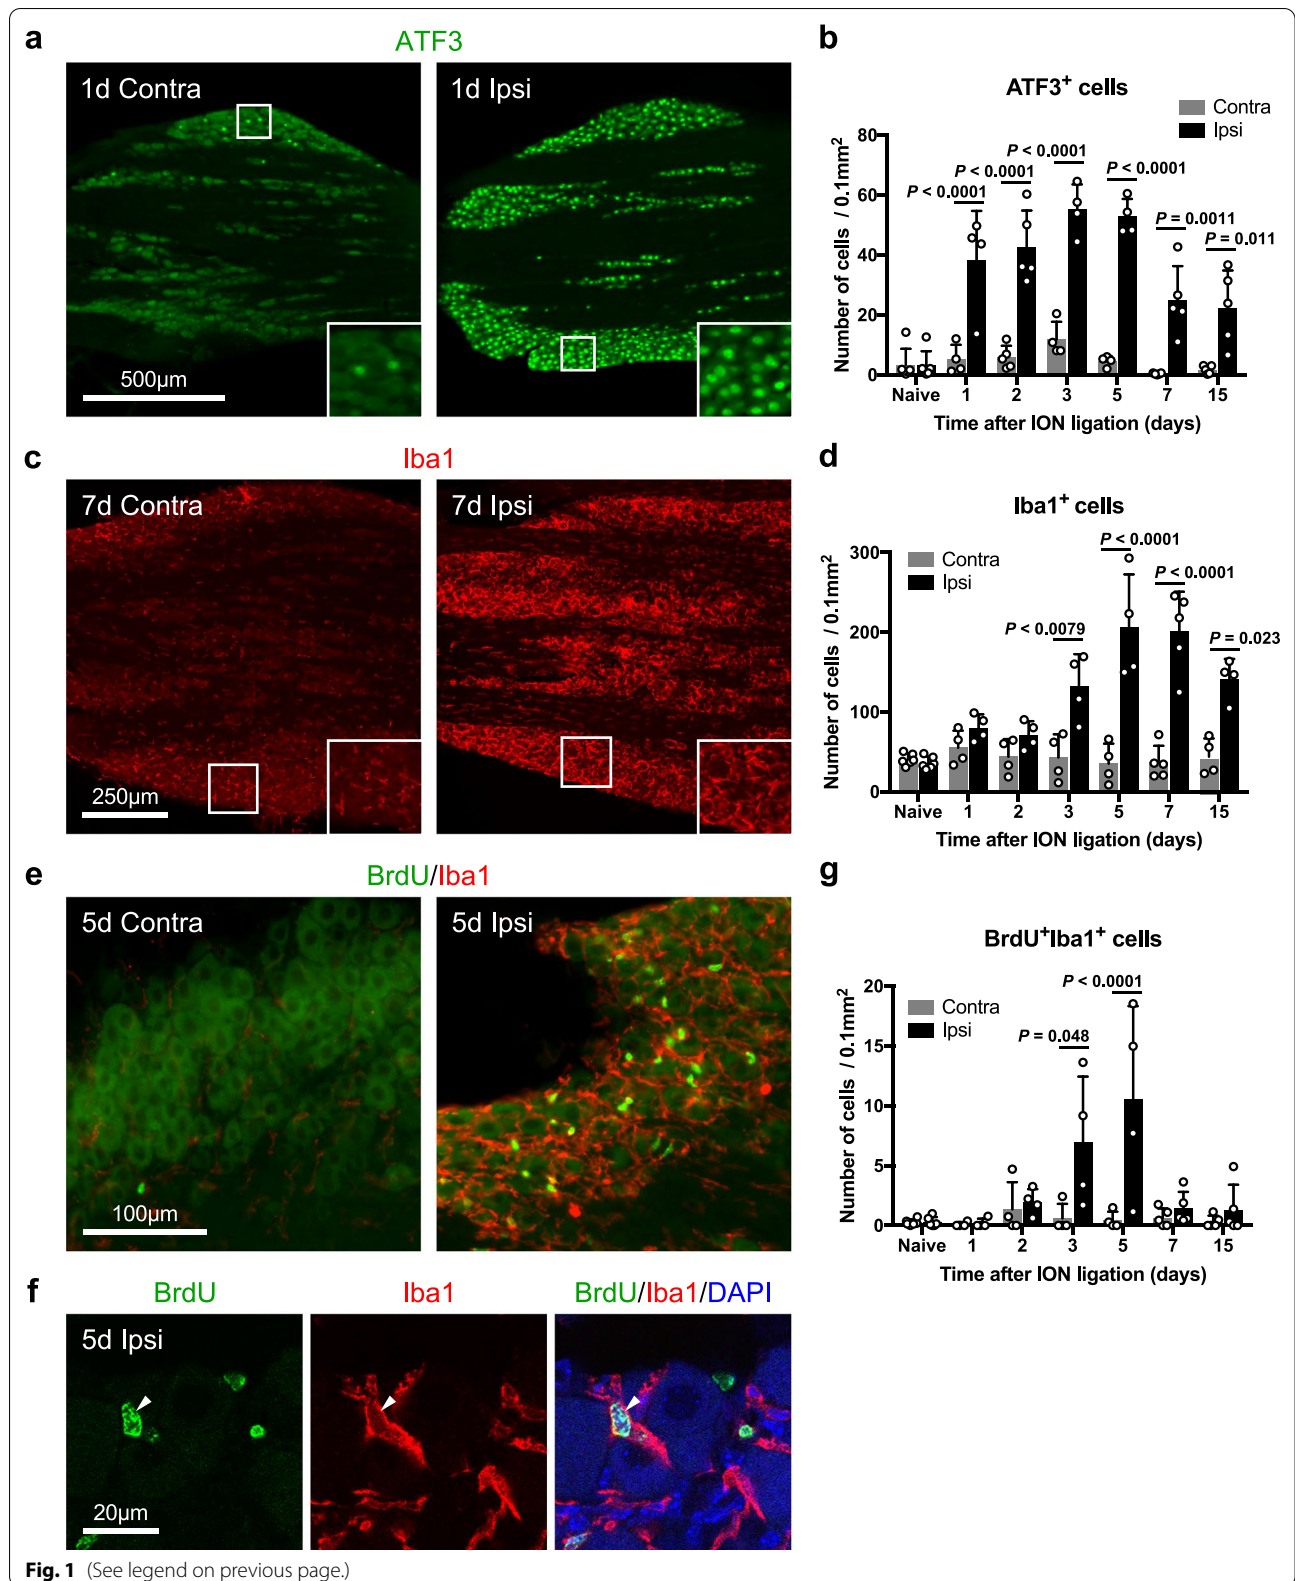 a
ATF3
1d Contra
1d Ipsi
500µm
b
ATF3+ cells
Contra
Ipsi
Number of cells / 0.1mm2
80
60
40
20
0
P < 0.0001
P < 0.0001
P < 0.0001
P < 0.0001
P = 0.0011
P = 0.011
Naive 1 2 3 5 7 15
Time after ION ligation (days)
c
Iba1
7d Contra
7d Ipsi
250µm
d
Iba1+ cells
Contra
Ipsi
Number of cells / 0.1mm2
300
200
100
0
P < 0.0079
P < 0.0001
P < 0.0001
P = 0.023
Naive 1 2 3 5 7 15
Time after ION ligation (days)
e
BrdU/Iba1
5d Contra
5d Ipsi
100µm
g
BrdU+Iba1+ cells
Contra
Ipsi
Number of cells / 0.1mm2
20
15
10
5
0
P = 0.048
P < 0.0001
Naive 1 2 3 5 7 15
Time after ION ligation (days)
f
BrdU
Iba1
BrdU/Iba1/DAPI
5d Ipsi
20µm
Fig. 1 (See legend on previous page.)